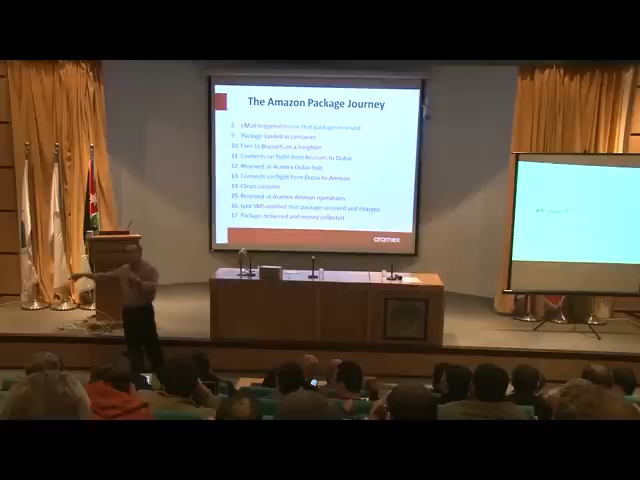 The Amazon Package Journey
8. eMail triggered to me that package received
9. Package loaded in container
10. Flies to Brussels on a freighter
11. Connects on flight from Brussels to Dubai
12. Received at Aramex Dubai hub
13. Connects on flight from Dubai to Amman
14. Clears customs
15. Received at Aramex Amman operations
16. Iyad SMS notified that package received and charges
17. Package delivered and money collected
aramex